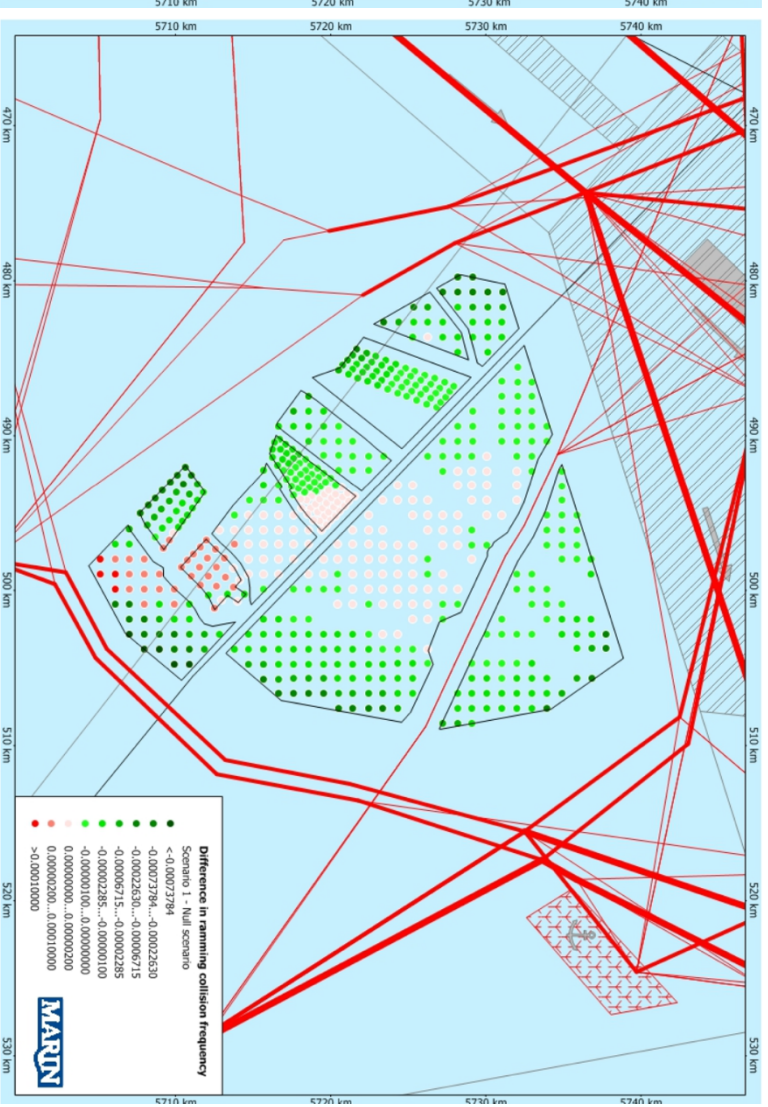 5710 km 5720 km 5730 km 5740 km
5710 km 5720 km 5730 km 5740 km
470 km 470 km
480 km 480 km
490 km 490 km
500 km 500 km
510 km 510 km
520 km 520 km
530 km 530 km
Difference in ramming collision frequency
Scenario 1 - Null scenario
<-0.00073784
-0.00073784...-0.00022630
-0.00022630...-0.00006715
-0.00006715...-0.00002285
-0.00002285...-0.00000100
-0.00000100...0.00000000
0.00000000...0.00000200
0.00000200...0.00010000
>0.00010000
MARIN
5710 km 5720 km 5730 km 5740 km